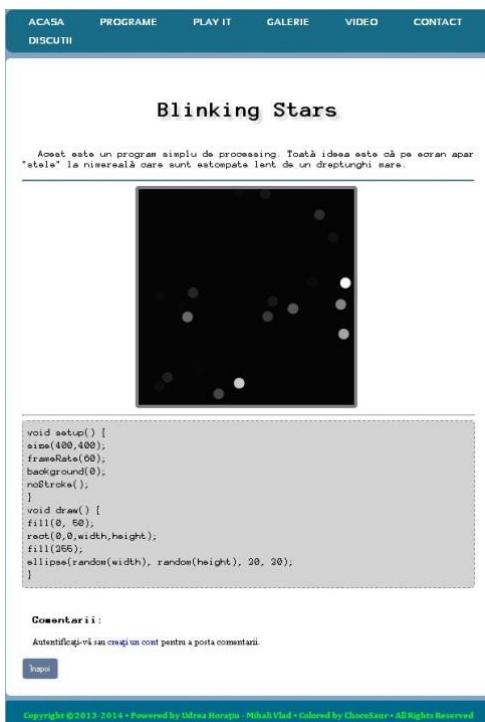 ACASA PROGRAME PLAY IT GALERIE VIDEO CONTACT
DISCUTII
Blinking Stars
Acest este un program simplu de processing. Toată ideea este că pe ecran apar
"stele" la nimereală care sunt estompate lent de un dreptunghi mare.
void setup() {
size(400,400);
frameRate(60);
background(0);
noStroke();
}
void draw() {
fill(0, 50);
rect(0,0,width,height);
fill(255);
ellipse(random(width), random(height), 20, 20);
}
Comentarii:
Autentificaţi-vă sau creaţi un cont pentru a posta comentarii.
Înapoi
Copyright ©2013-2014 • Powered by Udrea Horaţiu - Mihali Vlad • Colored by ChocoSaur • All Rights Reserved